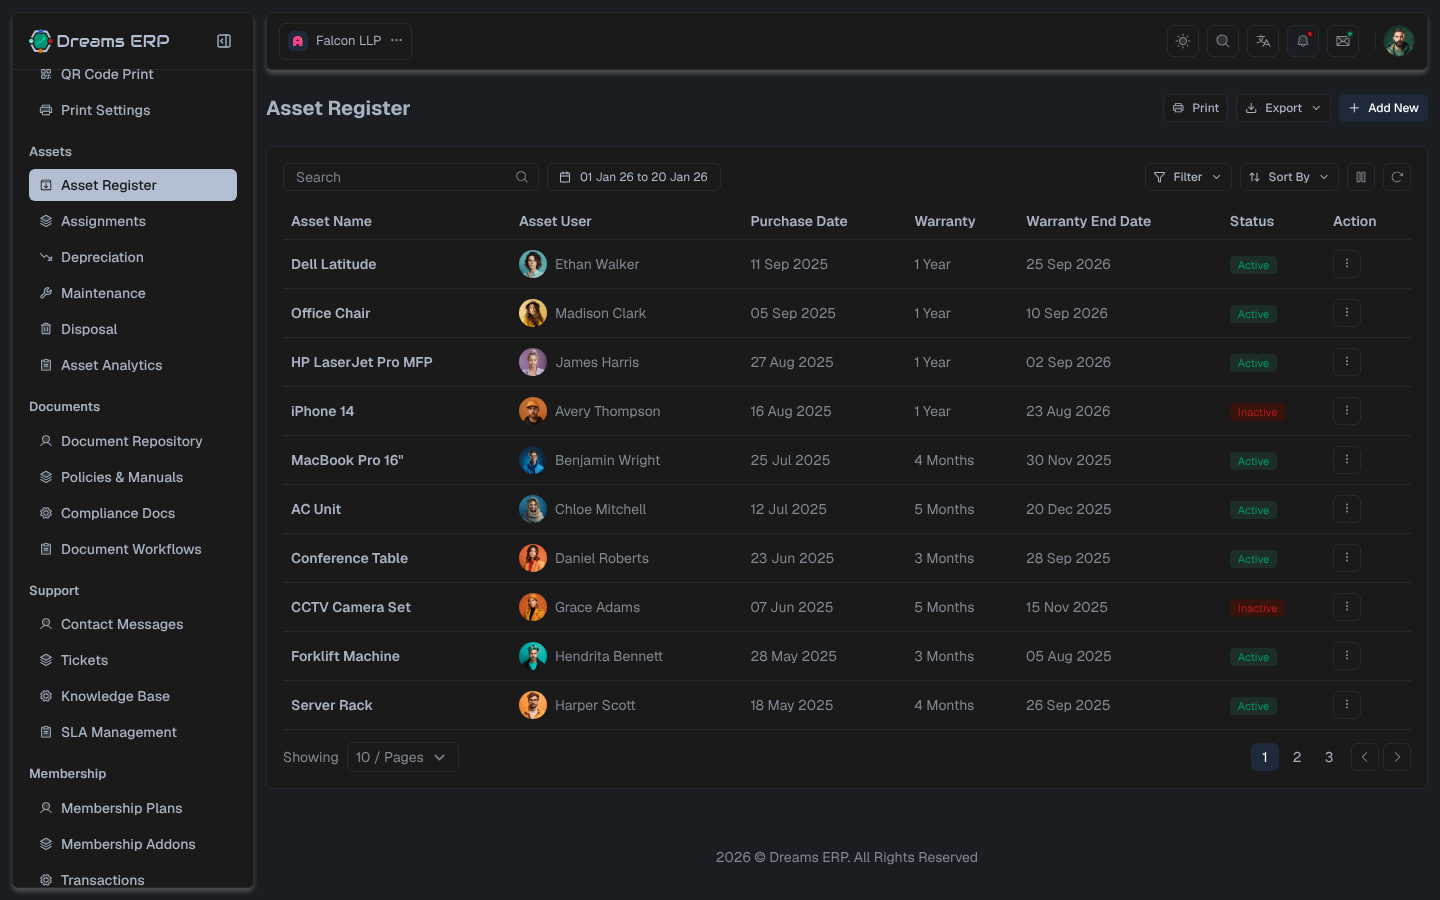 Dreams ERP
Falcon LLP
QR Code Print
Print Settings
Assets
Asset Register
Assignments
Depreciation
Maintenance
Disposal
Asset Analytics
Documents
Document Repository
Policies & Manuals
Compliance Docs
Document Workflows
Support
Contact Messages
Tickets
Knowledge Base
SLA Management
Membership
Membership Plans
Membership Addons
Transactions
Asset Register
Print
Export
Add New
Search
01 Jan 26 to 20 Jan 26
Filter
Sort By
Asset Name Asset User Purchase Date Warranty Warranty End Date Status Action
Dell Latitude Ethan Walker 11 Sep 2025 1 Year 25 Sep 2026 Active
Office Chair Madison Clark 05 Sep 2025 1 Year 10 Sep 2026 Active
HP LaserJet Pro MFP James Harris 27 Aug 2025 1 Year 02 Sep 2026 Active
iPhone 14 Avery Thompson 16 Aug 2025 1 Year 23 Aug 2026 Inactive
MacBook Pro 16" Benjamin Wright 25 Jul 2025 4 Months 30 Nov 2025 Active
AC Unit Chloe Mitchell 12 Jul 2025 5 Months 20 Dec 2025 Active
Conference Table Daniel Roberts 23 Jun 2025 3 Months 28 Sep 2025 Active
CCTV Camera Set Grace Adams 07 Jun 2025 5 Months 15 Nov 2025 Inactive
Forklift Machine Hendrita Bennett 28 May 2025 3 Months 05 Aug 2025 Active
Server Rack Harper Scott 18 May 2025 4 Months 26 Sep 2025 Active
Showing 10 / Pages
1 2 3
2026 © Dreams ERP. All Rights Reserved